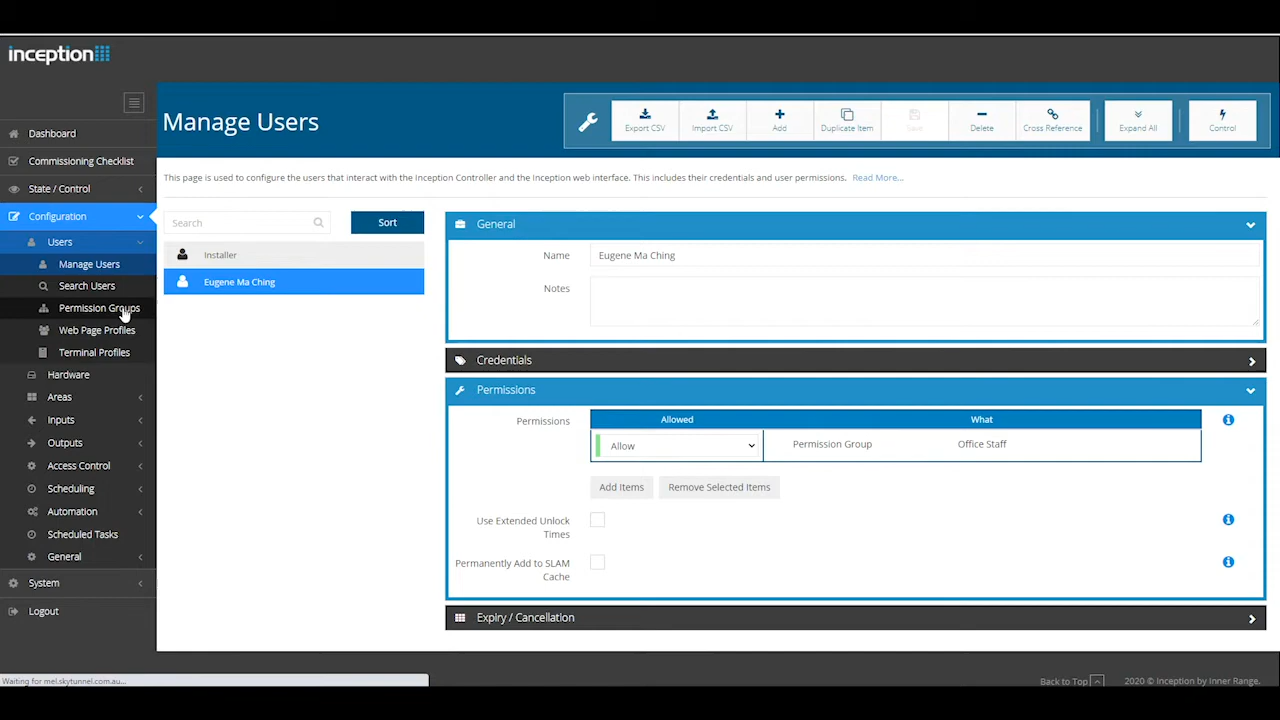 inception
Manage Users
Export CSV
Import CSV
Add
Duplicate Item
Save
Delete
Cross Reference
Expand All
Control
Dashboard
Commissioning Checklist
State / Control
Configuration
Users
Manage Users
Search Users
Permission Groups
Web Page Profiles
Terminal Profiles
Hardware
Areas
Inputs
Outputs
Access Control
Scheduling
Automation
Scheduled Tasks
General
System
Logout
This page is used to configure the users that interact with the Inception Controller and the Inception web interface. This includes their credentials and user permissions. Read More...
Search
Sort
Installer
Eugene Ma Ching
General
Name
Eugene Ma Ching
Notes
Credentials
Permissions
Permissions
Allowed
What
Allow
Permission Group
Office Staff
Add Items
Remove Selected Items
Use Extended Unlock
Times
Permanently Add to SLAM
Cache
Expiry / Cancellation
Waiting for mel.skytunnel.com.au...
Back to Top
2020 © Inception by Inner Range.